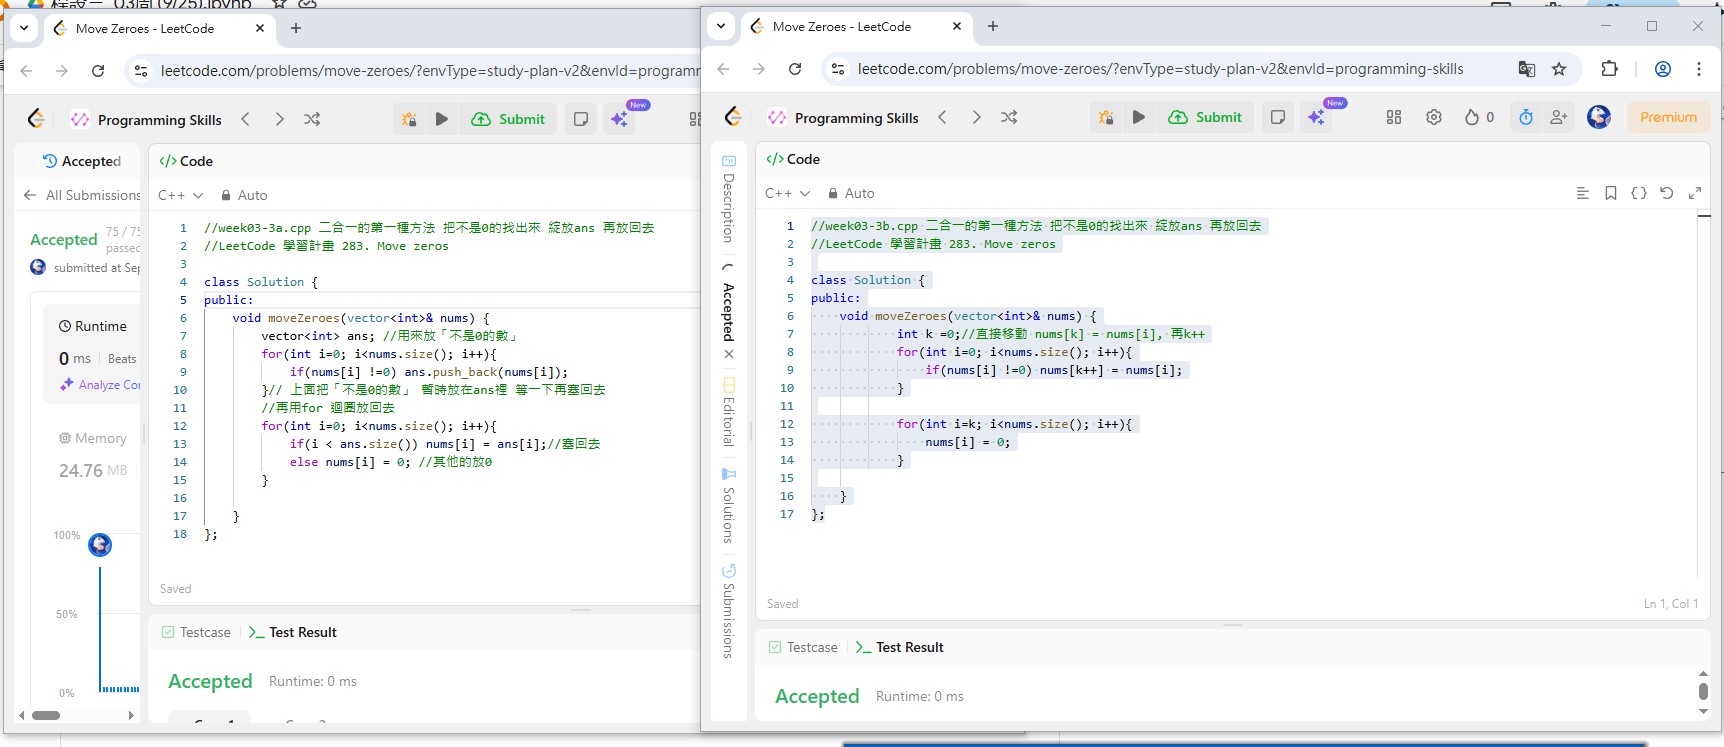 程設二_03周 (9/25).ipynb
Move Zeroes - LeetCode
leetcode.com/problems/move-zeroes/?envType=study-plan-v2&envId=programm
Programming Skills
Submit
New
Accepted
All Submissions
Accepted 75 / 75
passec
submitted at Sep
Runtime
0 ms | Beats
Analyze Co
Memory
24.76 MB
100%
50%
0%
</> Code
C++
Auto
1 //week03-3a.cpp 二合一的第一種方法 把不是0的找出來 綻放ans 再放回去
2 //LeetCode 學習計畫 283. Move zeros
3
4 class Solution {
5 public:
6 void moveZeroes(vector<int>& nums) {
7 vector<int> ans; //用來放「不是0的數」
8 for(int i=0; i<nums.size(); i++){
9 if(nums[i] !=0) ans.push_back(nums[i]);
10 }// 上面把「不是0的數」 暫時放在ans裡 等一下再塞回去
11 //再用for 迴圈放回去
12 for(int i=0; i<nums.size(); i++){
13 if(i < ans.size()) nums[i] = ans[i];//塞回去
14 else nums[i] = 0; //其他的放0
15 }
16
17 }
18 };
Saved
Testcase
Test Result
Accepted Runtime: 0 ms
Move Zeroes - LeetCode
leetcode.com/problems/move-zeroes/?envType=study-plan-v2&envId=programming-skills
Programming Skills
Submit
New
0
Premium
Description
Accepted
Editorial
Solutions
Submissions
</> Code
C++
Auto
1 //week03-3b.cpp 二合一的第一種方法 把不是0的找出來 綻放ans 再放回去
2 //LeetCode 學習計畫 283. Move zeros
3
4 class Solution {
5 public:
6 void moveZeroes(vector<int>& nums) {
7 int k =0;//直接移動 nums[k] = nums[i], 再k++
8 for(int i=0; i<nums.size(); i++){
9 if(nums[i] !=0) nums[k++] = nums[i];
10 }
11
12 for(int i=k; i<nums.size(); i++){
13 nums[i] = 0;
14 }
15
16 }
17 };
Saved
Ln 1, Col 1
Testcase
Test Result
Accepted Runtime: 0 ms